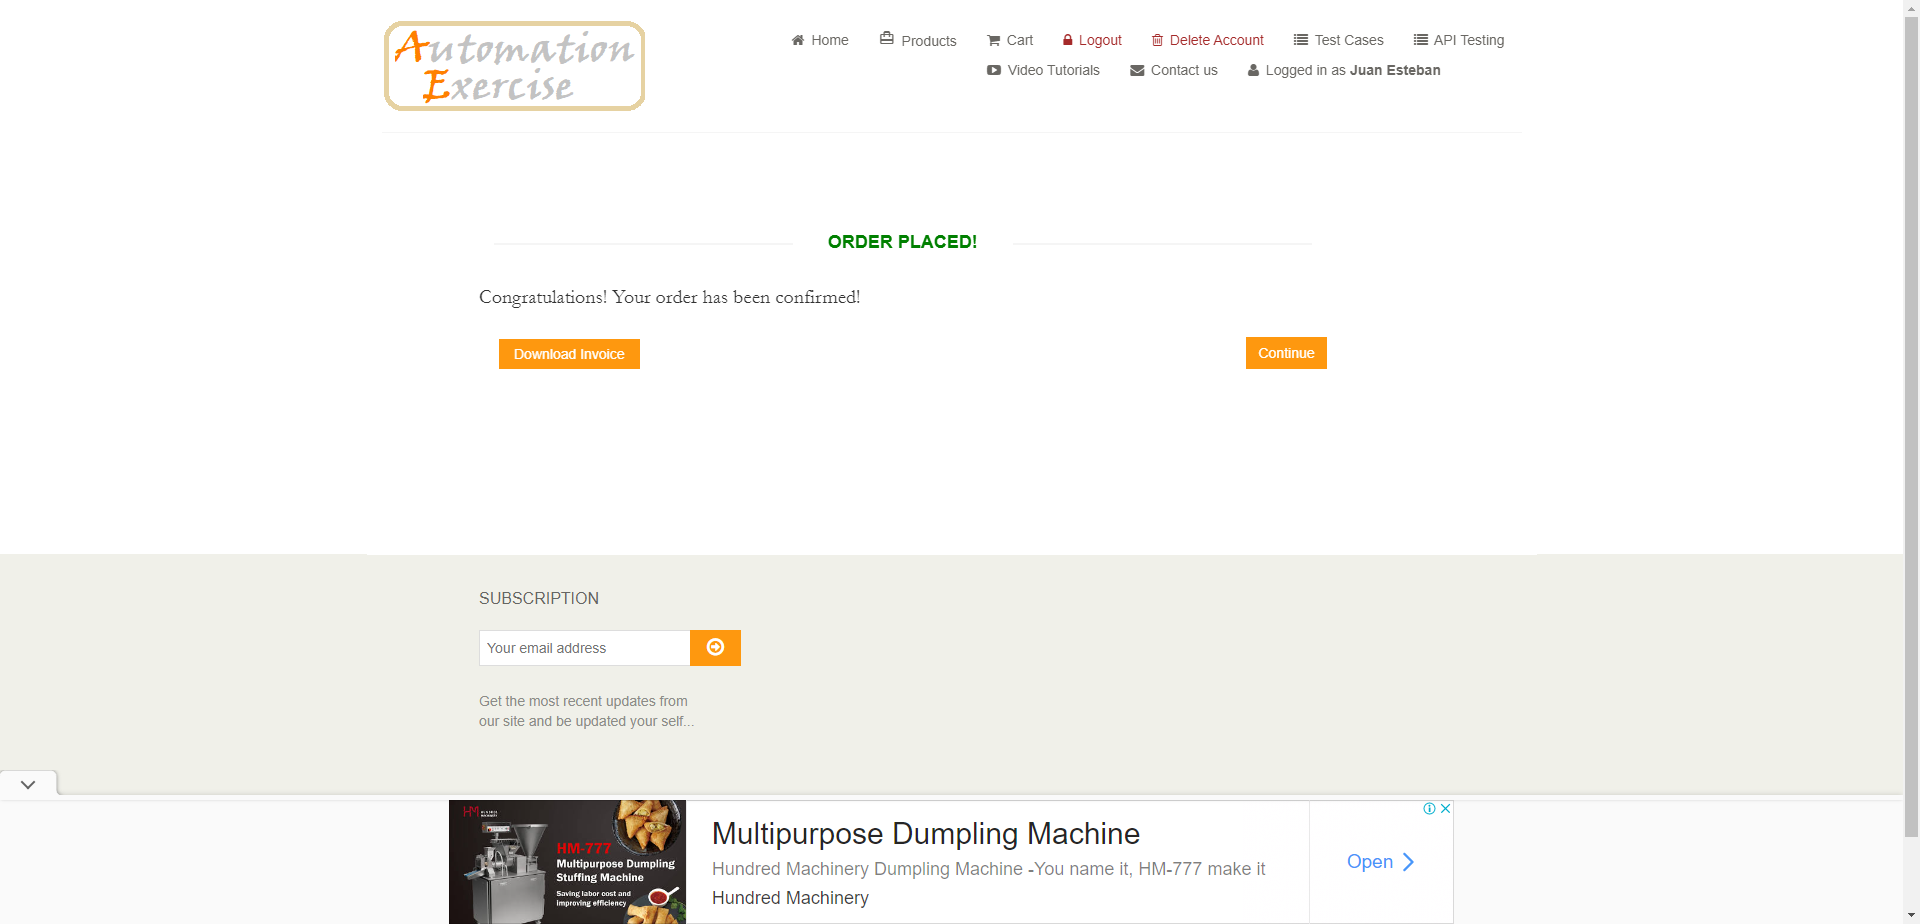 Automation
Exercise
Home
Products
Cart
Logout
Delete Account
Test Cases
API Testing
Video Tutorials
Contact us
Logged in as Juan Esteban
ORDER PLACED!
Congratulations! Your order has been confirmed!
Download Invoice
Continue
SUBSCRIPTION
Your email address
Get the most recent updates from
our site and be updated your self...
HM
HM-777
Multipurpose Dumpling
Stuffing Machine
Saving labor cost and
improving efficiency
Multipurpose Dumpling Machine
Hundred Machinery Dumpling Machine -You name it, HM-777 make it
Hundred Machinery
Open